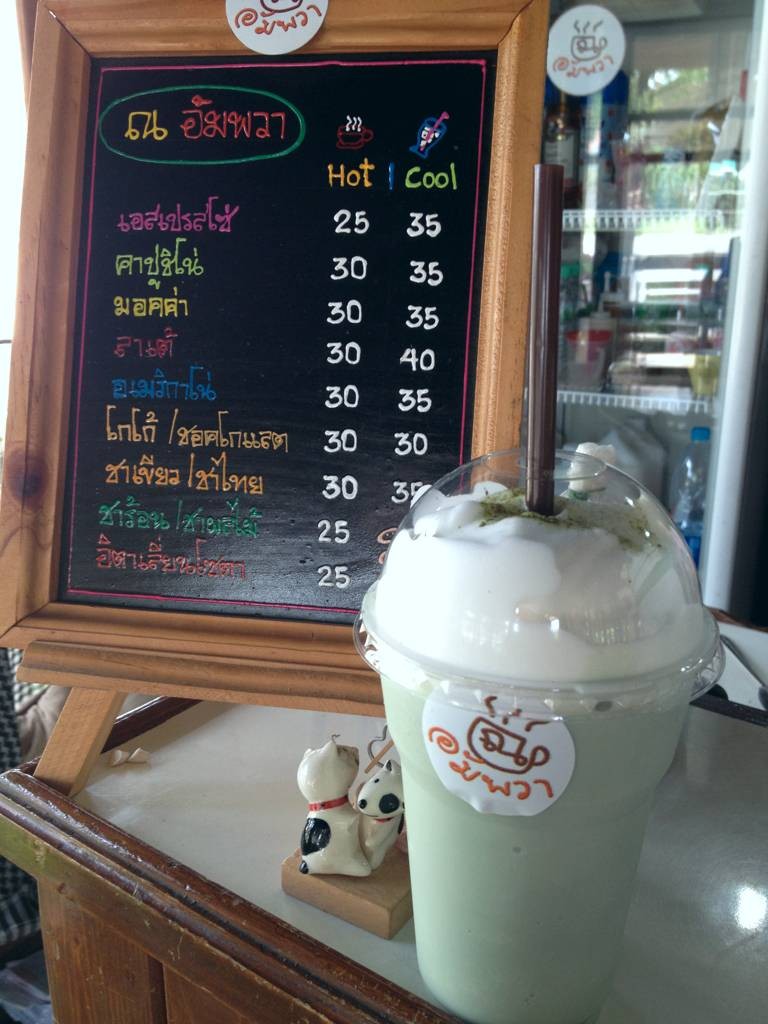 อัมพวา
ณ
อัมพวา
ณ อัมพวา
Hot | Cool
เอสเปรสโซ่ 25 35
คาปูชิโน่ 30 35
มอคค่า 30 35
ลาเต้ 30 40
อเมริกาโน่ 30 35
โกโก้ / ชอคโกแลต 30 30
ชาเขียว / ชาไทย 30 35
ชาร้อน / ชาผลไม้ 25
อิตาเลี่ยนโซดา 25
ณ
อัมพวา